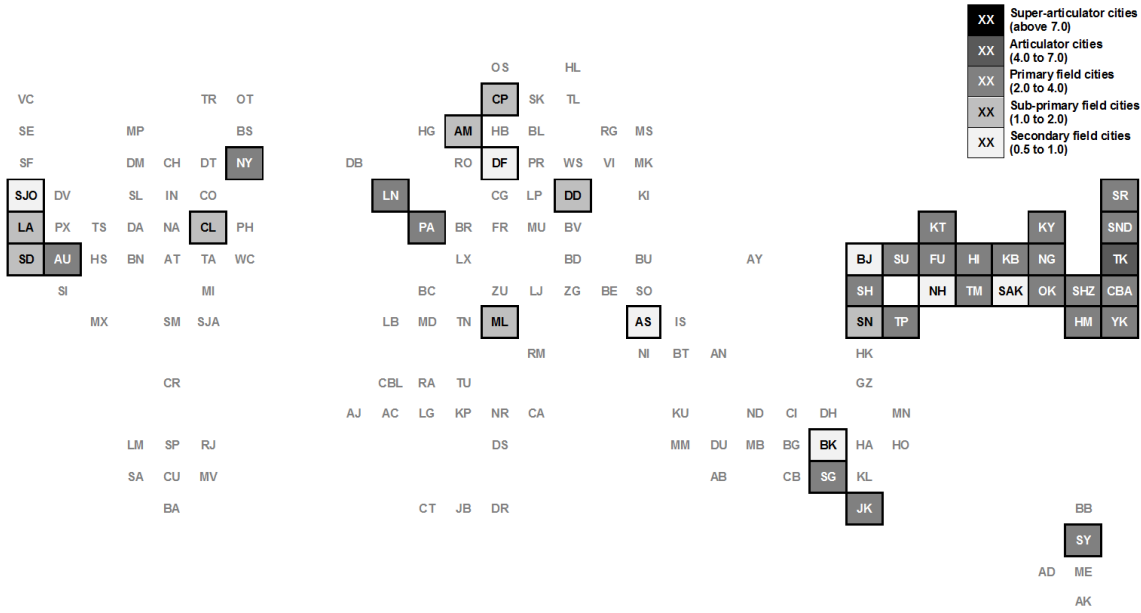 XX Super-articulator cities
(above 7.0)
XX Articulator cities
(4.0 to 7.0)
XX Primary field cities
(2.0 to 4.0)
XX Sub-primary field cities
(1.0 to 2.0)
XX Secondary field cities
(0.5 to 1.0)
OS HL
VC TR OT CP SK TL
SE MP BS HG AM HB BL RG MS
SF DM CH DT NY DB RO DF PR WS VI MK
SJO DV SL IN CO LN CG LP DD KI SR
LA PX TS DA NA CL PH PA BR FR MU BV KT KY SND
SD AU HS BN AT TA WC LX BD BU AY BJ SU FU HI KB NG TK
SI MI BC ZU LJ ZG BE SO SH NH TM SAK OK SHZ CBA
MX SM SJA LB MD TN ML AS IS SN TP HM YK
RM NI BT AN HK
CR CBL RA TU GZ
AJ AC LG KP NR CA KU ND CI DH MN
LM SP RJ DS MM DU MB BG BK HA HO
SA CU MV AB CB SG KL
BA CT JB DR JK BB
SY
AD ME
AK